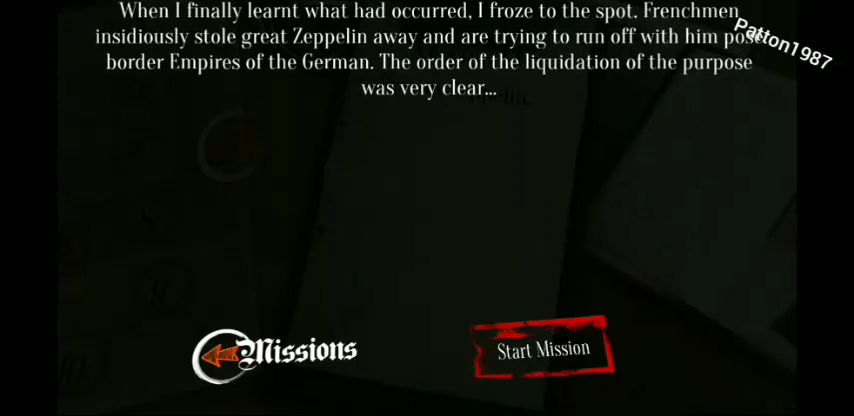 When I finally learnt what had occurred, I froze to the spot. Frenchmen
insidiously stole great Zeppelin away and are trying to run off with him pose
border Empires of the German. The order of the liquidation of the purpose
was very clear...
Patton1987
Missions
Start Mission